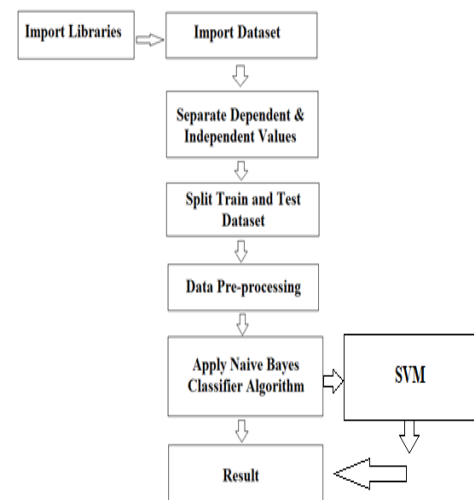 Import Libraries
Import Dataset
Separate Dependent &
Independent Values
Split Train and Test
Dataset
Data Pre-processing
Apply Naive Bayes
Classifier Algorithm
SVM
Result